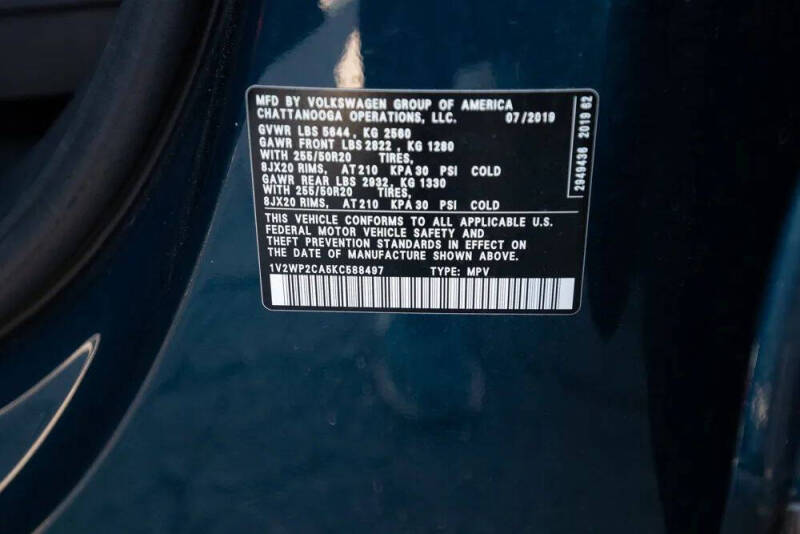 MFD BY VOLKSWAGEN GROUP OF AMERICA
CHATTANOOGA OPERATIONS, LLC. 07/2019
GVWR LBS 5644 , KG 2560
GAWR FRONT LBS 2822 , KG 1280
WITH 255/50R20 TIRES,
8JX20 RIMS, AT 210 KPA 30 PSI COLD
GAWR REAR LBS 2932, KG 1330
WITH 255/50R20 TIRES,
8JX20 RIMS, AT 210 KPA 30 PSI COLD
THIS VEHICLE CONFORMS TO ALL APPLICABLE U.S.
FEDERAL MOTOR VEHICLE SAFETY AND
THEFT PREVENTION STANDARDS IN EFFECT ON
THE DATE OF MANUFACTURE SHOWN ABOVE.
1V2WP2CA5KC588497 TYPE: MPV
2949436 2019 62